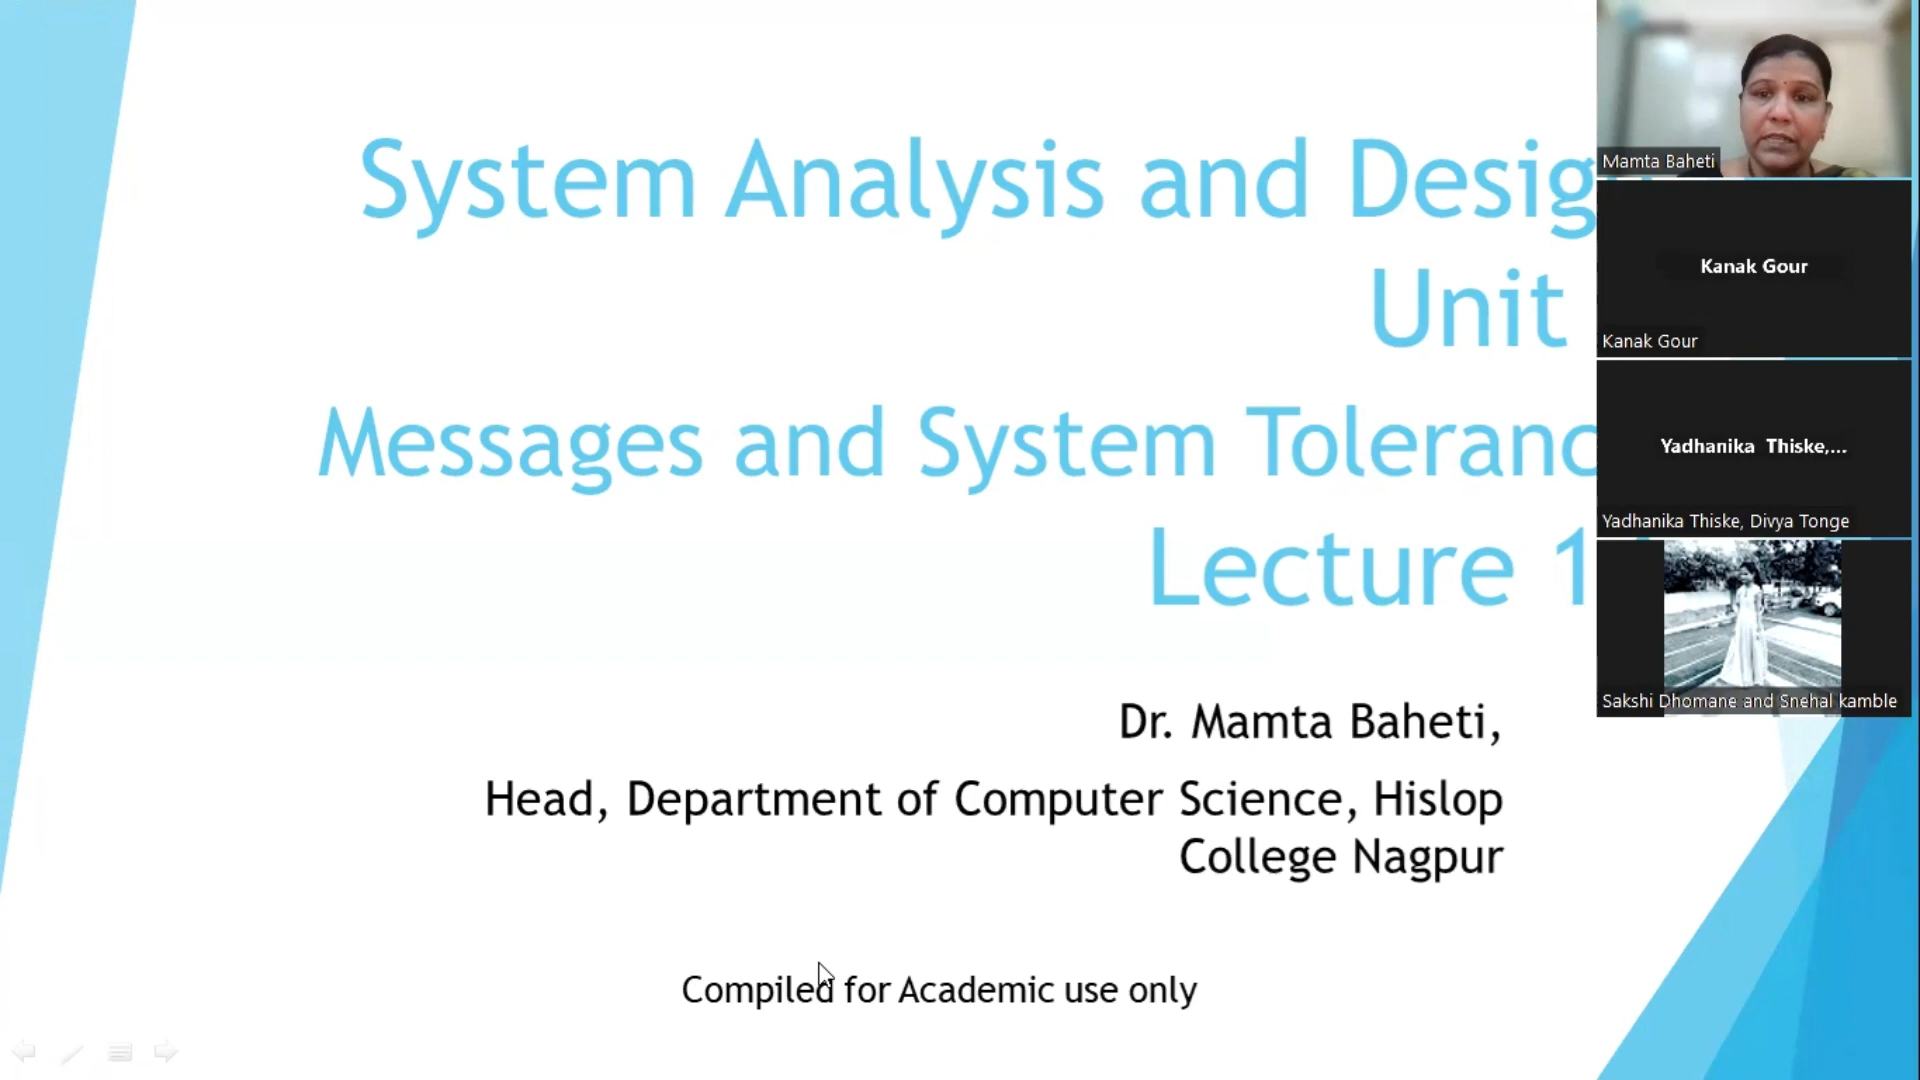 System Analysis and Desig
Unit
Messages and System Toleranc
Lecture 1
Dr. Mamta Baheti,
Head, Department of Computer Science, Hislop
College Nagpur
Compiled for Academic use only
Mamta Baheti
Kanak Gour
Kanak Gour
Yadhanika Thiske,...
Yadhanika Thiske, Divya Tonge
Sakshi Dhomane and Snehal kamble